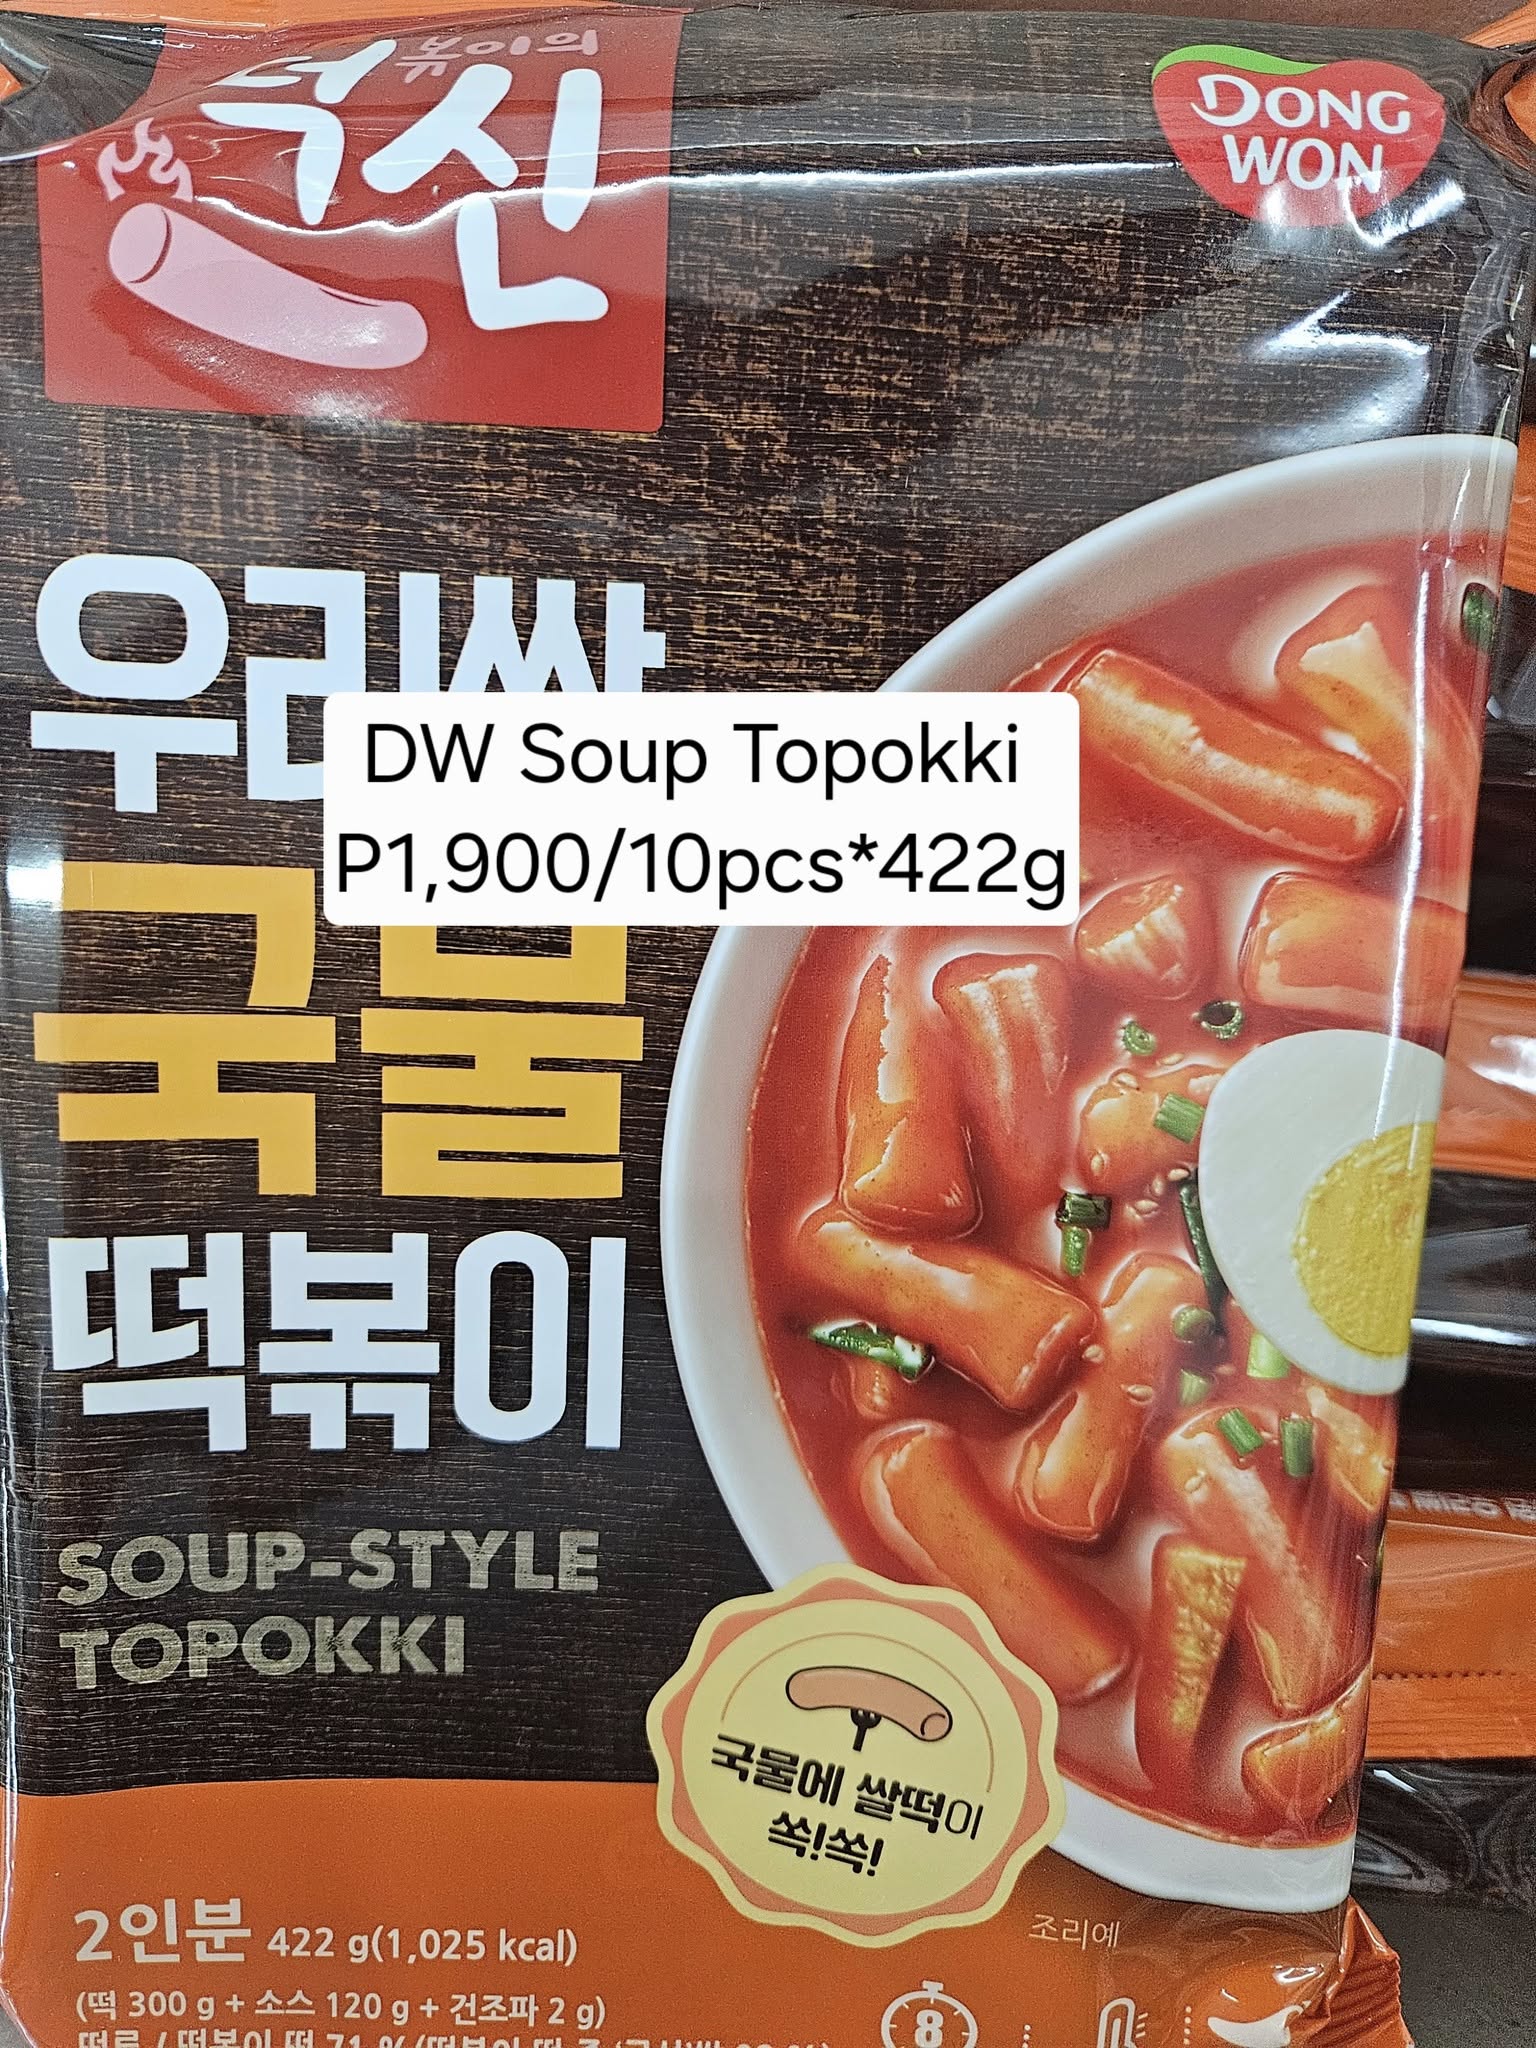 떡볶이의
떡신
DONG
WON
우리쌀
DW Soup Topokki
P1,900/10pcs*422g
국물
떡볶이
SOUP-STYLE
TOPOKKI
국물에 쌀떡이
쏙!쏙!
조리예
2인분 422 g(1,025 kcal)
(떡 300 g + 소스 120 g + 건조파 2 g)
8